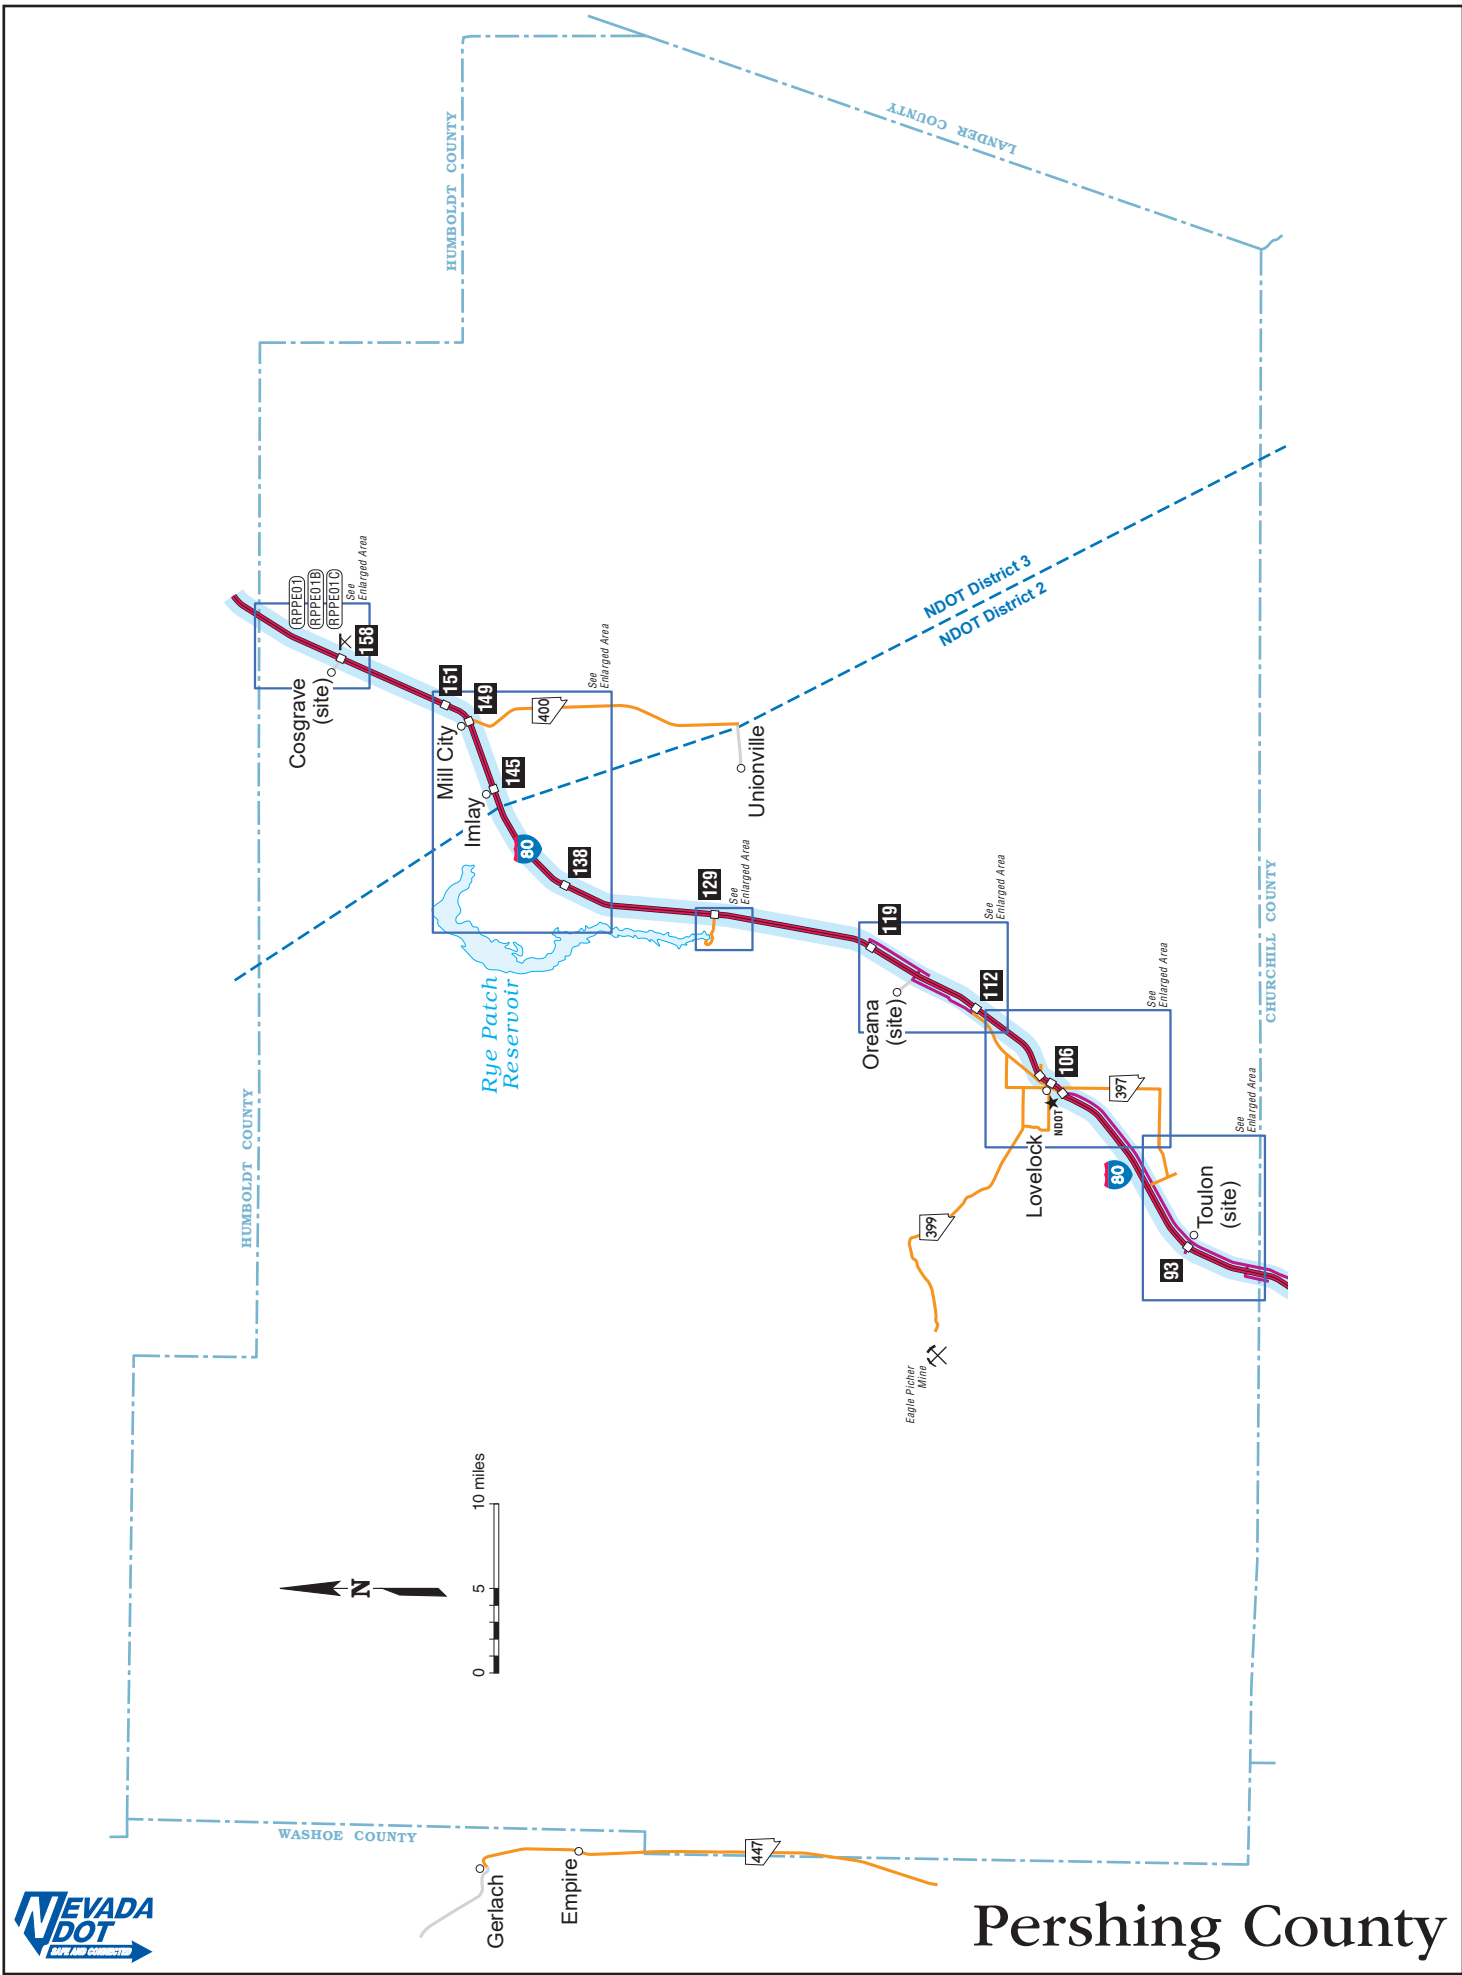 HUMBOLDT COUNTY
LANDER COUNTY
RPPE01
RPPE01B
RPPE01C
See
Enlarged Area
158
Cosgrave
(site)
151
149
Mill City
400
See
Enlarged Area
145
Imlay
80
138
Unionville
NDOT District 3
NDOT District 2
129
See
Enlarged Area
Rye Patch
Reservoir
119
See
Enlarged Area
Oreana
(site)
112
See
Enlarged Area
106
397
NDOT
Lovelock
CHURCHILL COUNTY
See
Enlarged Area
80
Toulon
(site)
93
399
HUMBOLDT COUNTY
Eagle Picher
Mine
N
0 5 10 miles
WASHOE COUNTY
447
Gerlach
Empire
NEVADA
DOT
SAFE AND CONNECTED
Pershing County